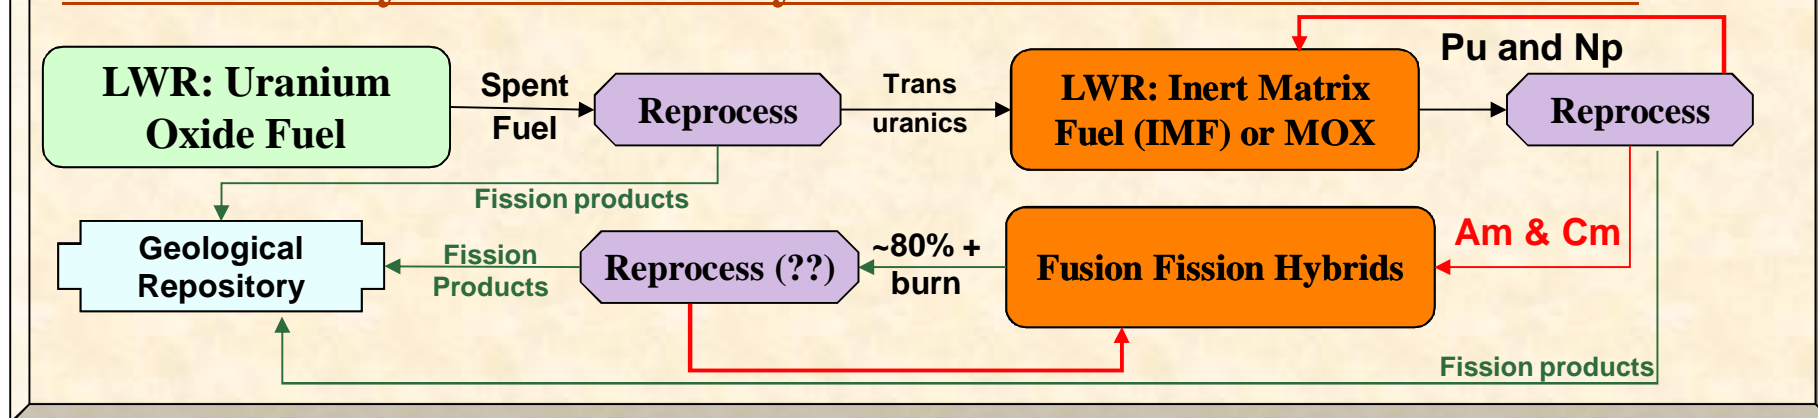 LWR: Uranium
Oxide Fuel
Spent
Fuel
Reprocess
Trans
uranics
LWR: Inert Matrix
Fuel (IMF) or MOX
Pu and Np
Reprocess
Fission products
Geological
Repository
Fission
Products
Reprocess (??)
~80% +
burn
Fusion Fission Hybrids
Am & Cm
Fission products